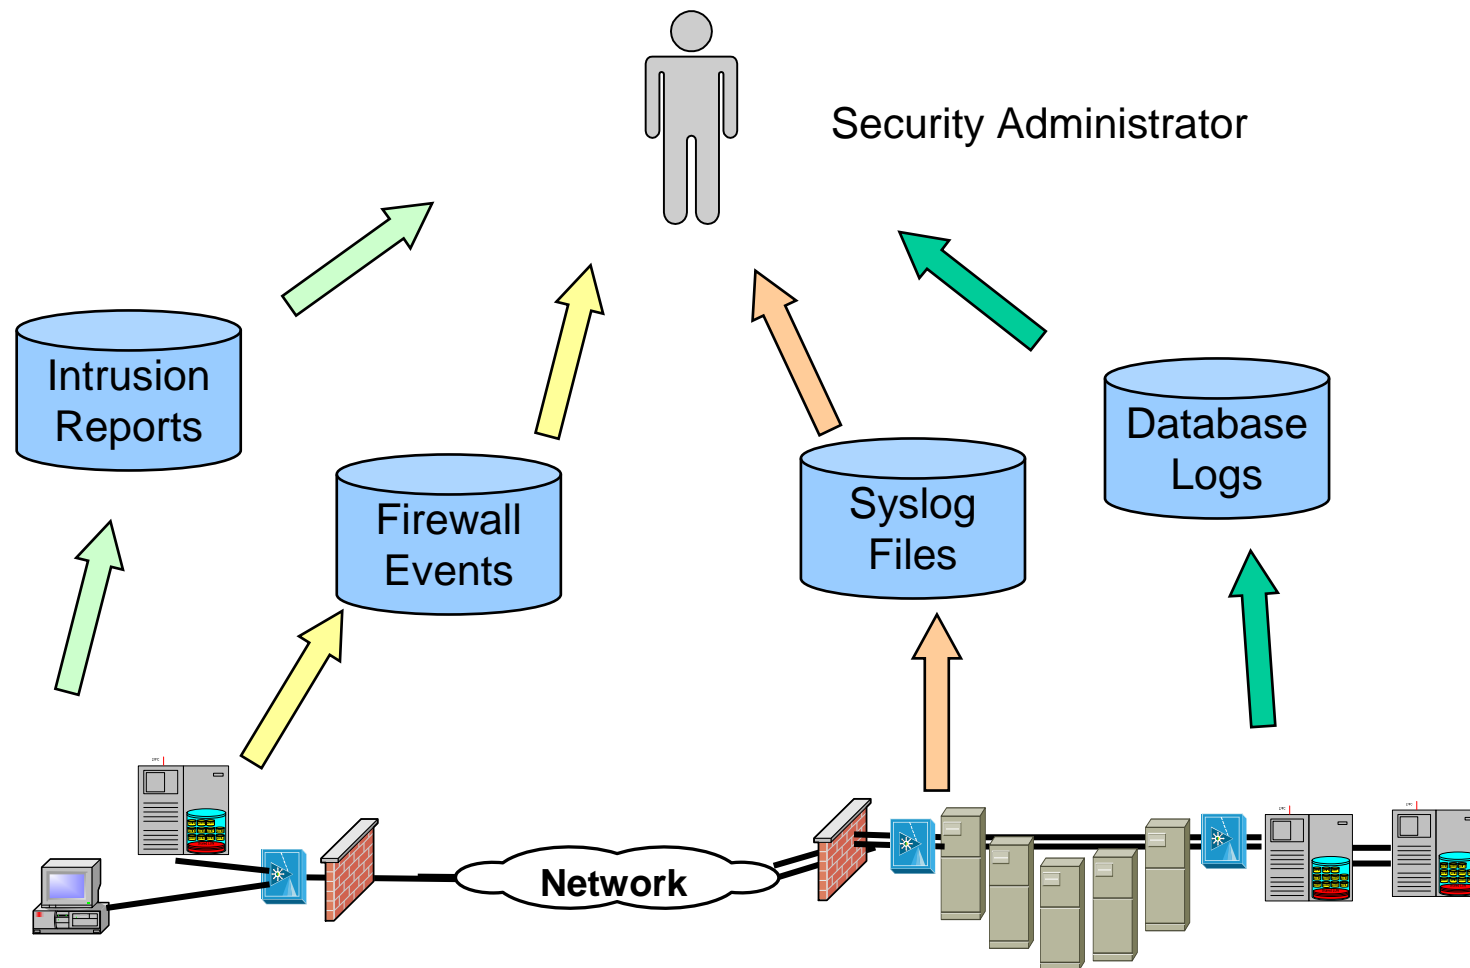 Security Administrator
Intrusion
Reports
Firewall
Events
Syslog
Files
Database
Logs
Network